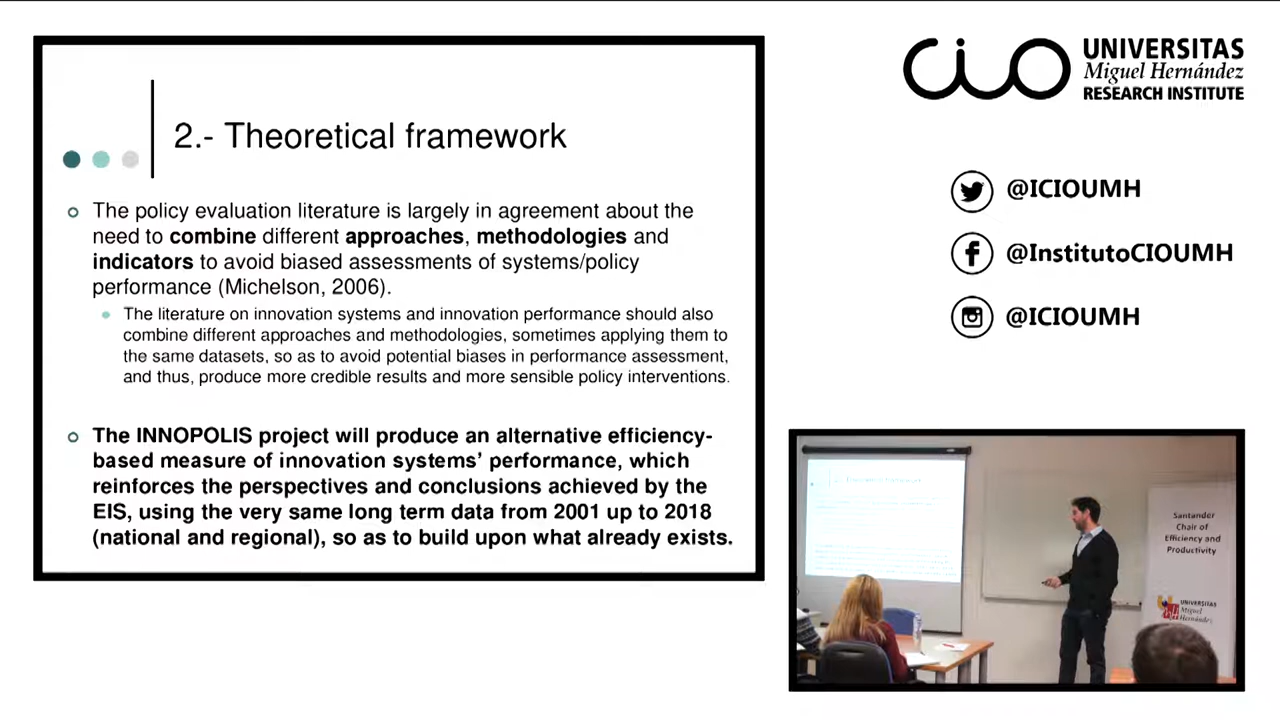 2.- Theoretical framework
The policy evaluation literature is largely in agreement about the
need to combine different approaches, methodologies and
indicators to avoid biased assessments of systems/policy
performance (Michelson, 2006).
The literature on innovation systems and innovation performance should also
combine different approaches and methodologies, sometimes applying them to
the same datasets, so as to avoid potential biases in performance assessment,
and thus, produce more credible results and more sensible policy interventions.
The INNOPOLIS project will produce an alternative efficiency-
based measure of innovation systems’ performance, which
reinforces the perspectives and conclusions achieved by the
EIS, using the very same long term data from 2001 up to 2018
(national and regional), so as to build upon what already exists.
cio
UNIVERSITAS
Miguel Hernández
RESEARCH INSTITUTE
@ICIOUMH
@InstitutoCIOUMH
@ICIOUMH
Santander
Chair of
Efficiency and
Productivity
UNIVERSITAS
Miguel
Hernández